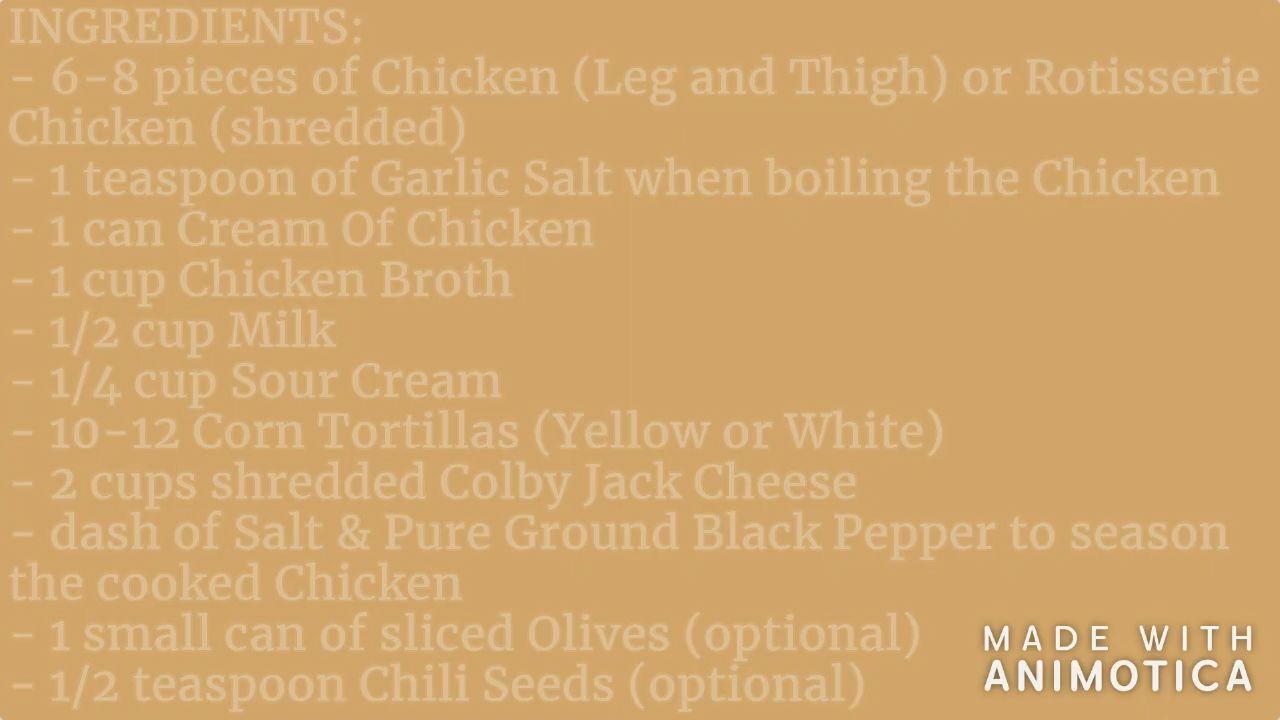 INGREDIENTS:
- 6-8 pieces of Chicken (Leg and Thigh) or Rotisserie
Chicken (shredded)
- 1 teaspoon of Garlic Salt when boiling the Chicken
- 1 can Cream Of Chicken
- 1 cup Chicken Broth
- 1/2 cup Milk
- 1/4 cup Sour Cream
- 10-12 Corn Tortillas (Yellow or White)
- 2 cups shredded Colby Jack Cheese
- dash of Salt & Pure Ground Black Pepper to season
the cooked Chicken
- 1 small can of sliced Olives (optional)
- 1/2 teaspoon Chili Seeds (optional)
MADE WITH
ANIMOTICA